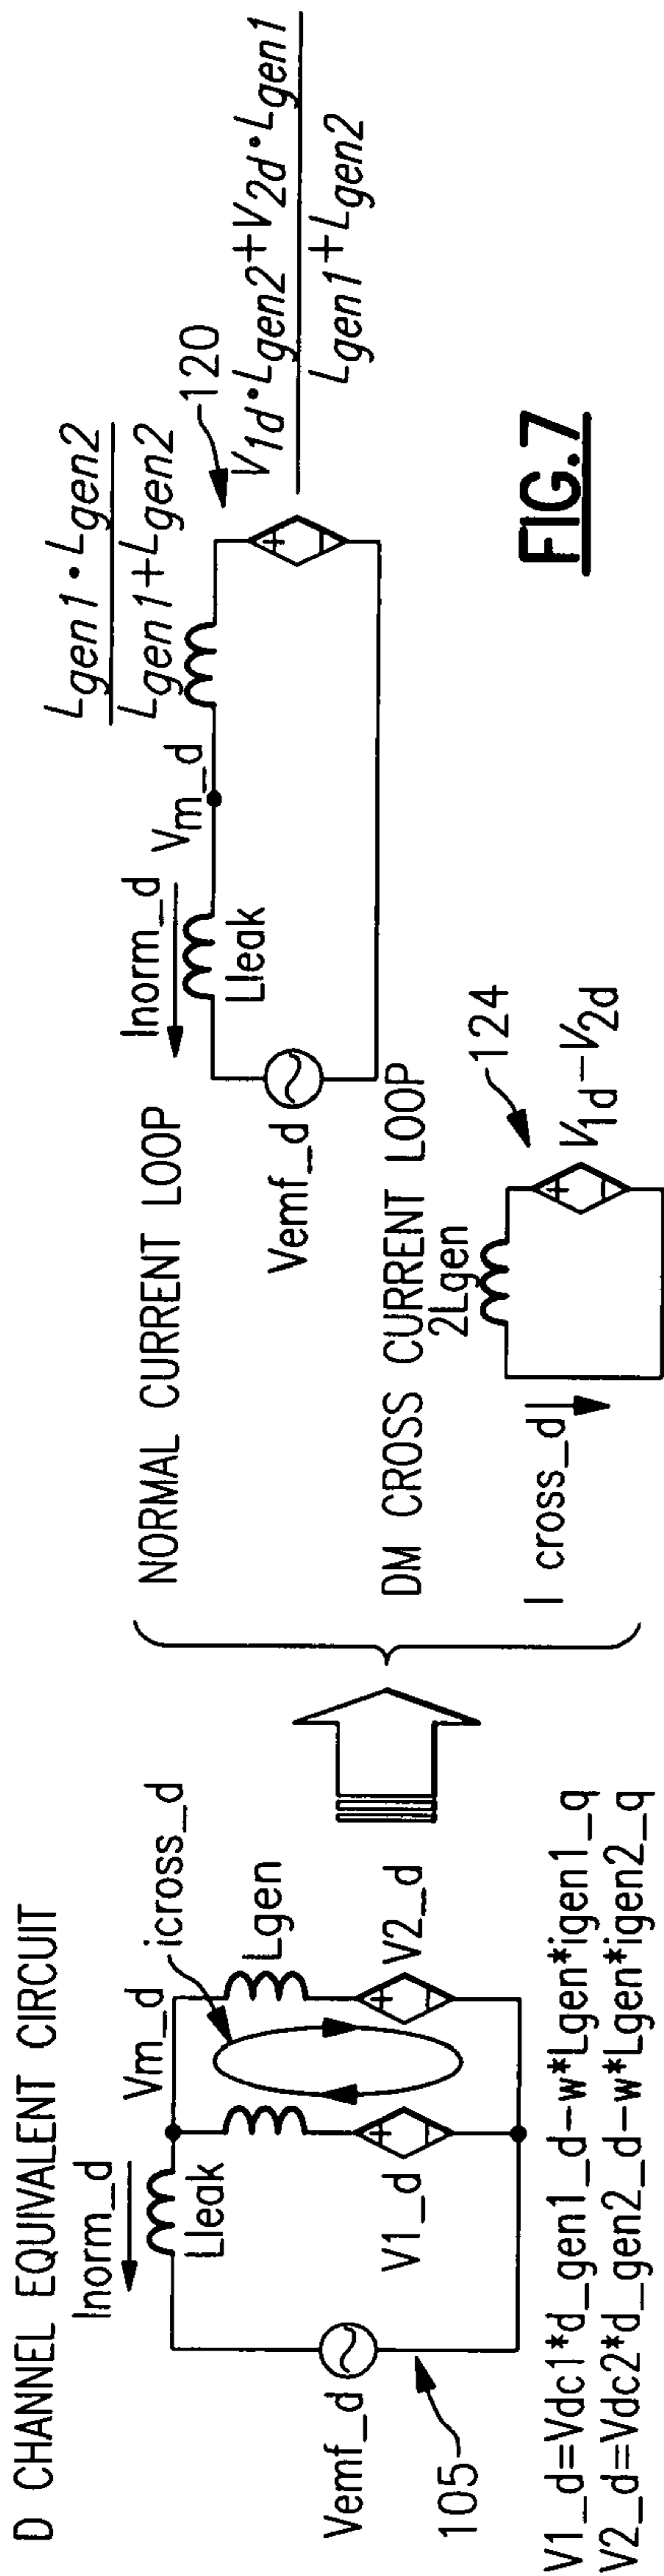 D CHANNEL EQUIVALENT CIRCUIT
Inorm_d
Vm_d
icross_d
Lleak
Lgen
Vemf_d
V1_d
V2_d
105
V1_d=Vdc1*d_gen1_d-w*Lgen*igen1_q
V2_d=Vdc2*d_gen2_d-w*Lgen*igen2_q
NORMAL CURRENT LOOP
Inorm_d
Vm_d
Lgen1·Lgen2
Lgen1+Lgen2
Lleak
120
V1d·Lgen2+V2d·Lgen1
Lgen1+Lgen2
Vemf_d
DM CROSS CURRENT LOOP
2Lgen
124
I cross_d
V1d-V2d
FIG.7